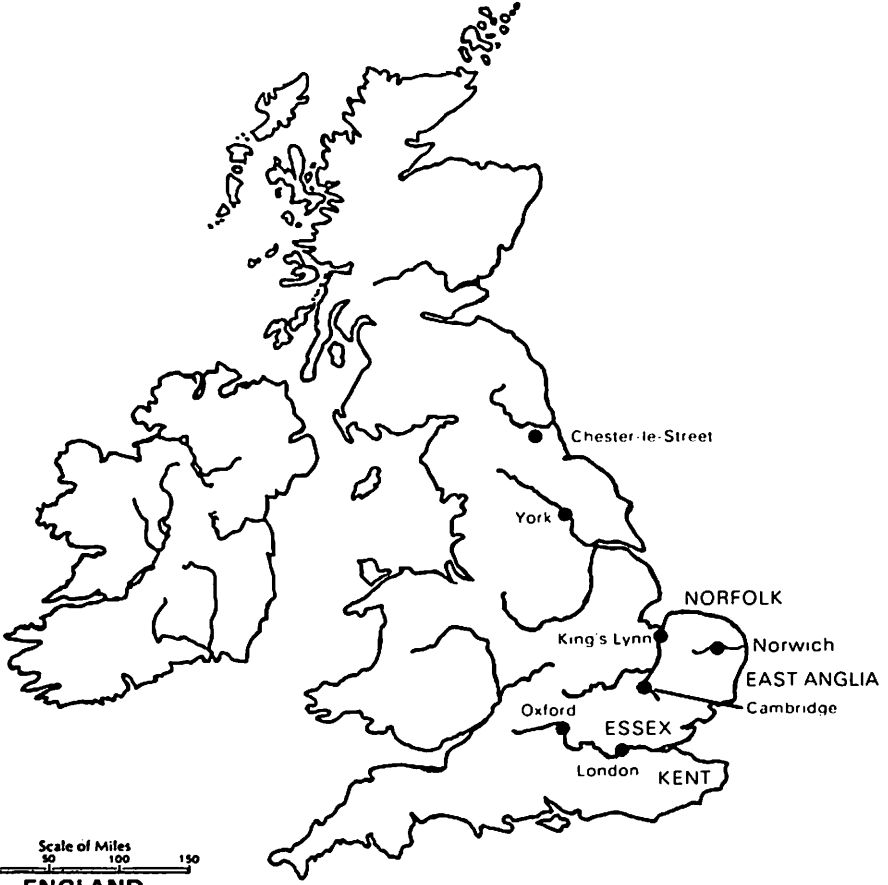 Chester-le-Street
York
NORFOLK
King's Lynn
Norwich
EAST ANGLIA
Cambridge
Oxford
ESSEX
London
KENT
Scale of Miles
50 100 150
ENGLAND